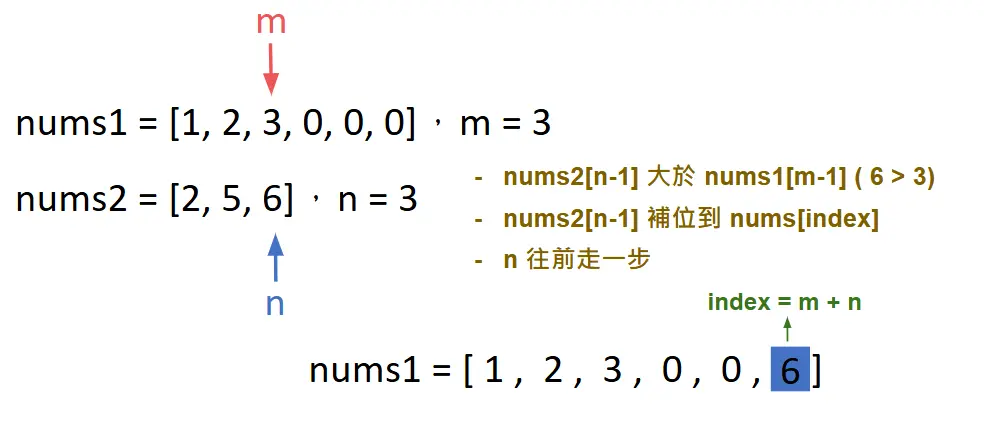 m
nums1 = [1, 2, 3, 0, 0, 0]，m = 3
nums2 = [2, 5, 6]，n = 3
n
- nums2[n-1] 大於 nums1[m-1] ( 6 > 3)
- nums2[n-1] 補位到 nums[index]
- n 往前走一步
index = m + n
nums1 = [ 1 , 2 , 3 , 0 , 0 , 6 ]